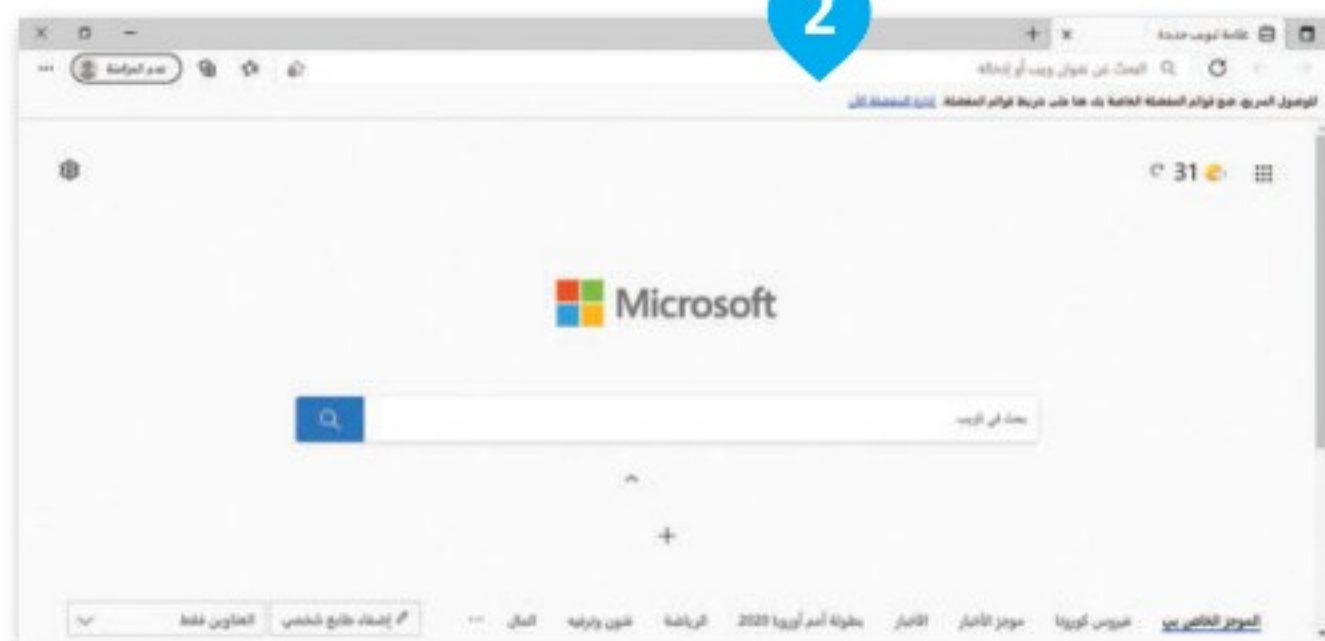 2
علامة تبويب جديدة
البحث عن عنوان ويب أو إدخاله
عدم المزامنة
للوصول السريع، ضع قوائم المفضلة الخاصة بك هنا على شريط قوائم المفضلة. إدارة المفضلة الآن
31 °C
Microsoft
بحث في الويب
الموجز الخاص بي فيروس كورونا موجز الأخبار الأخبار بطولة أمم أوروبا 2020 الرياضة فنون وترفيه المال ... إضفاء طابع شخصي العناوين فقط